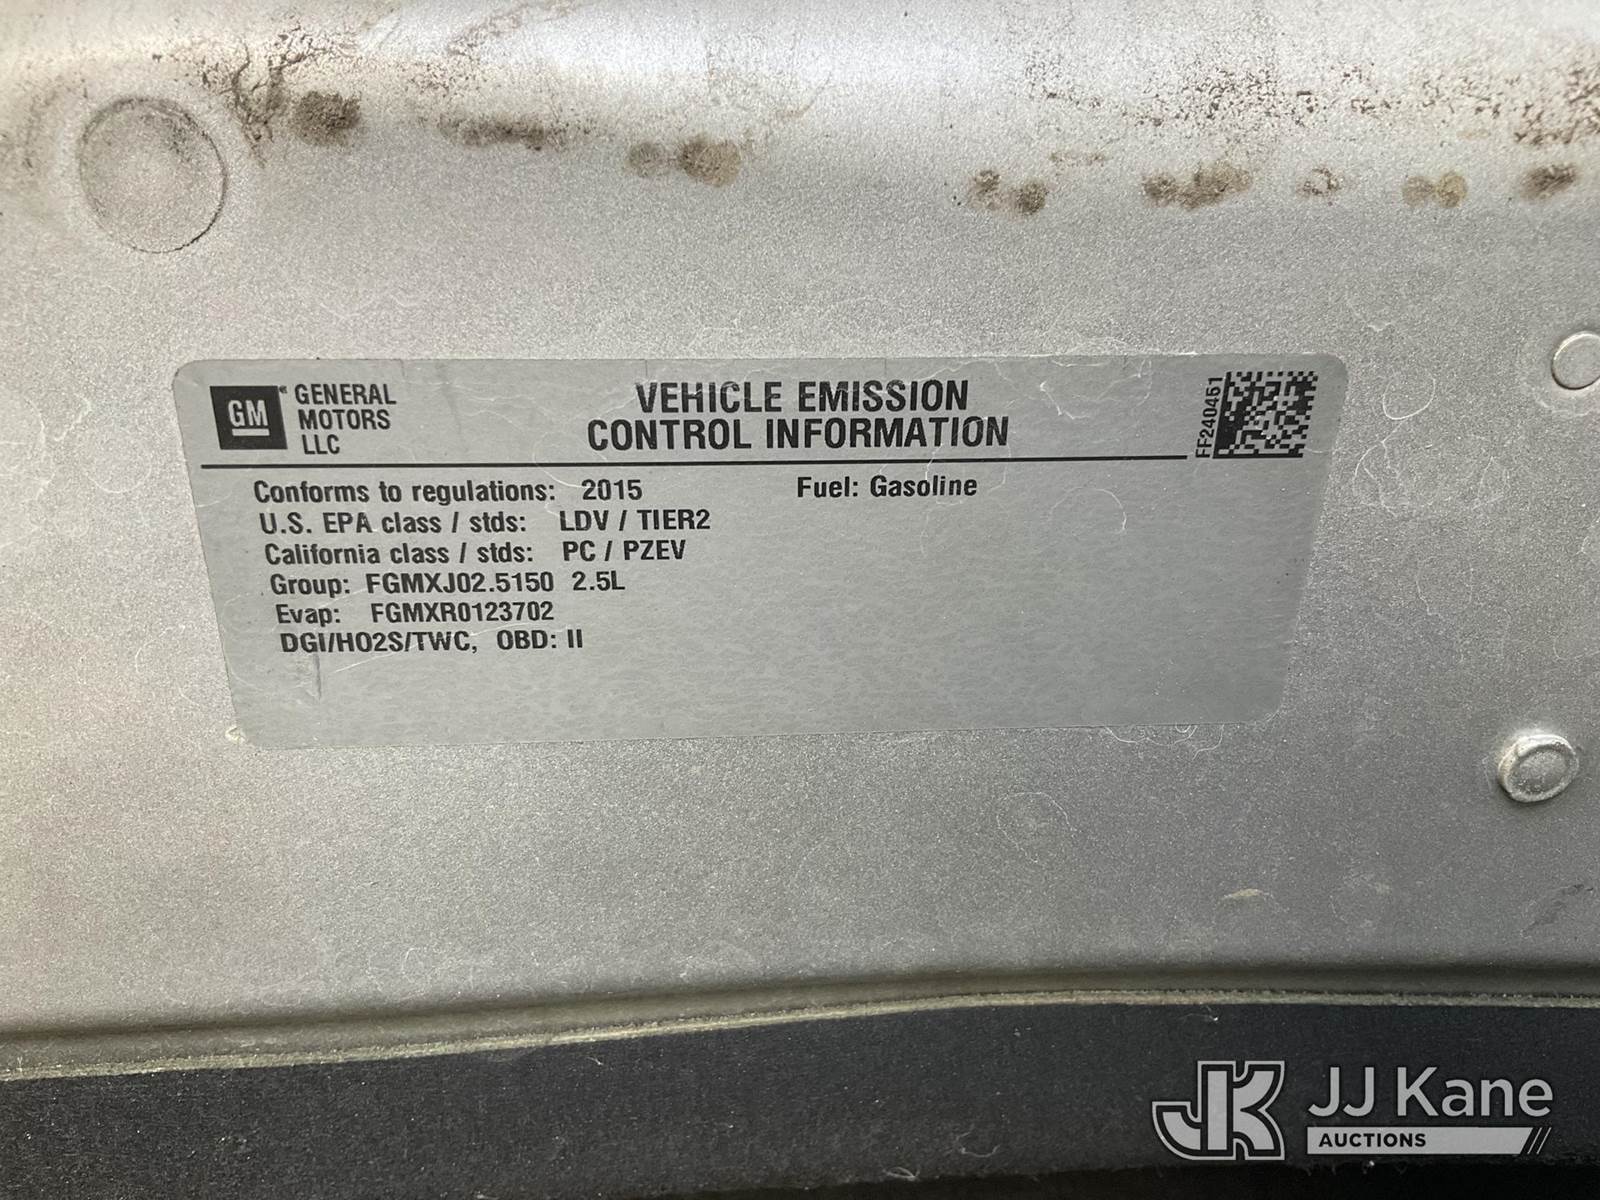 GM
GENERAL
MOTORS
LLC
VEHICLE EMISSION
CONTROL INFORMATION
FF240461
Conforms to regulations: 2015 Fuel: Gasoline
U.S. EPA class / stds: LDV / TIER2
California class / stds: PC / PZEV
Group: FGMXJ02.5150 2.5L
Evap: FGMXR0123702
DGI/HO2S/TWC, OBD: II
JK JJ Kane
AUCTIONS